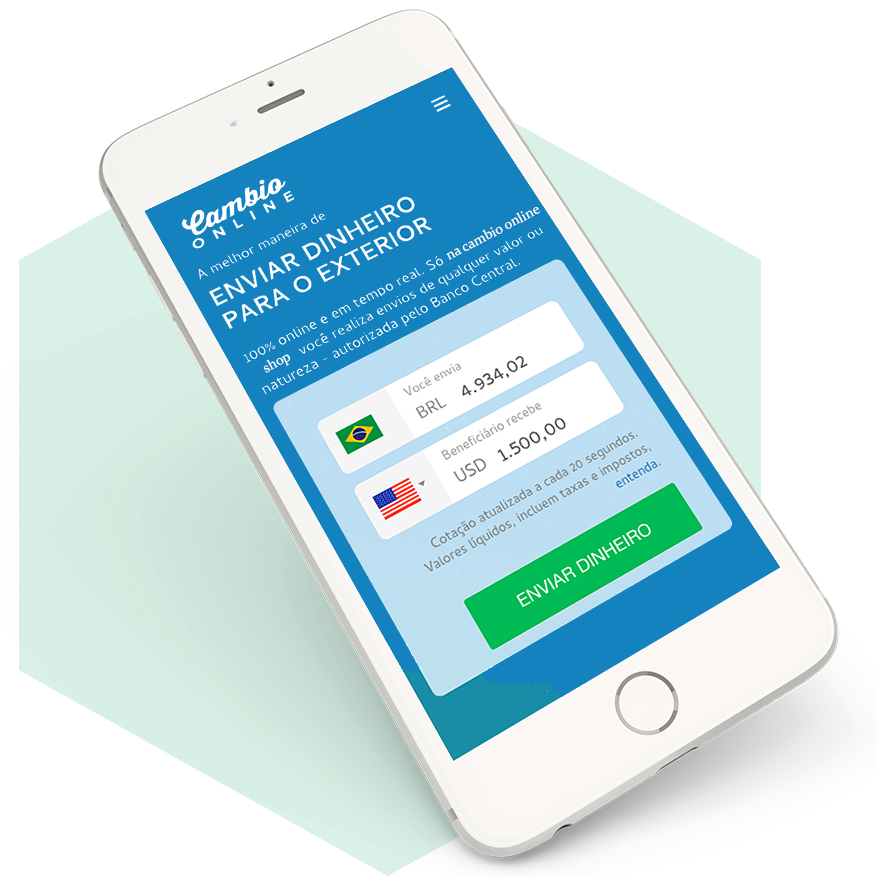 Cambio
ONLINE
A melhor maneira de
ENVIAR DINHEIRO
PARA O EXTERIOR
100% online e em tempo real. Só na cambio online
shop você realiza envios de qualquer valor ou
natureza - autorizada pelo Banco Central.
Você envia
BRL 4.934,02
Beneficiário recebe
USD 1.500,00
Cotação atualizada a cada 20 segundos.
Valores líquidos, incluem taxas e impostos,
entenda.
ENVIAR DINHEIRO